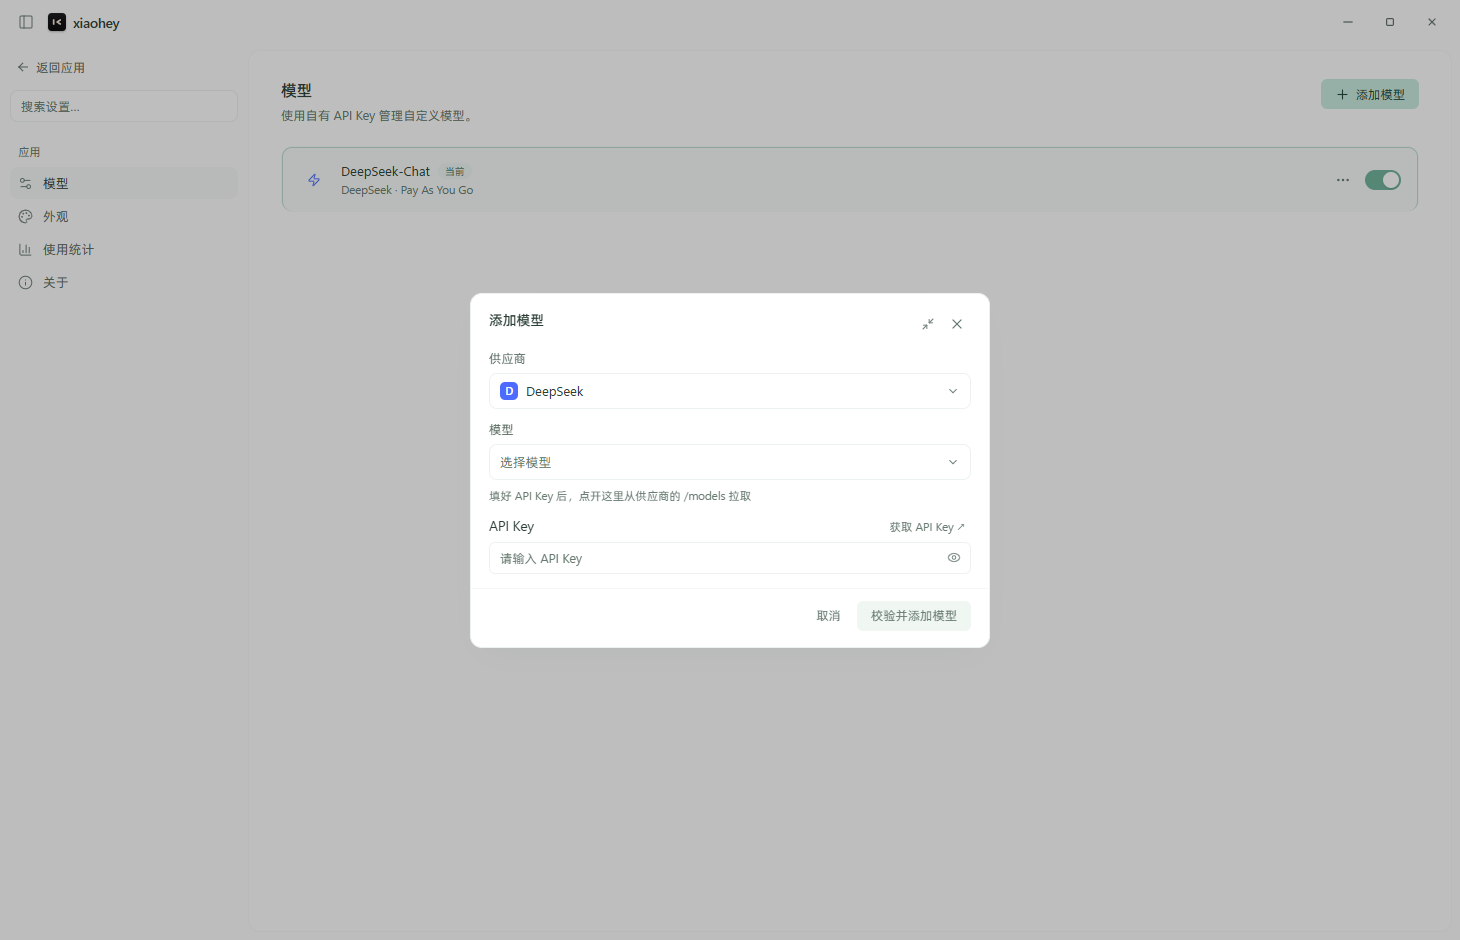 xiaohey
返回应用
搜索设置...
应用
模型
外观
使用统计
关于
模型
使用自有 API Key 管理自定义模型。
添加模型
DeepSeek-Chat 当前
DeepSeek · Pay As You Go
添加模型
供应商
D DeepSeek
模型
选择模型
填好 API Key 后，点开这里从供应商的 /models 拉取
API Key
获取 API Key ↗
请输入 API Key
取消
校验并添加模型